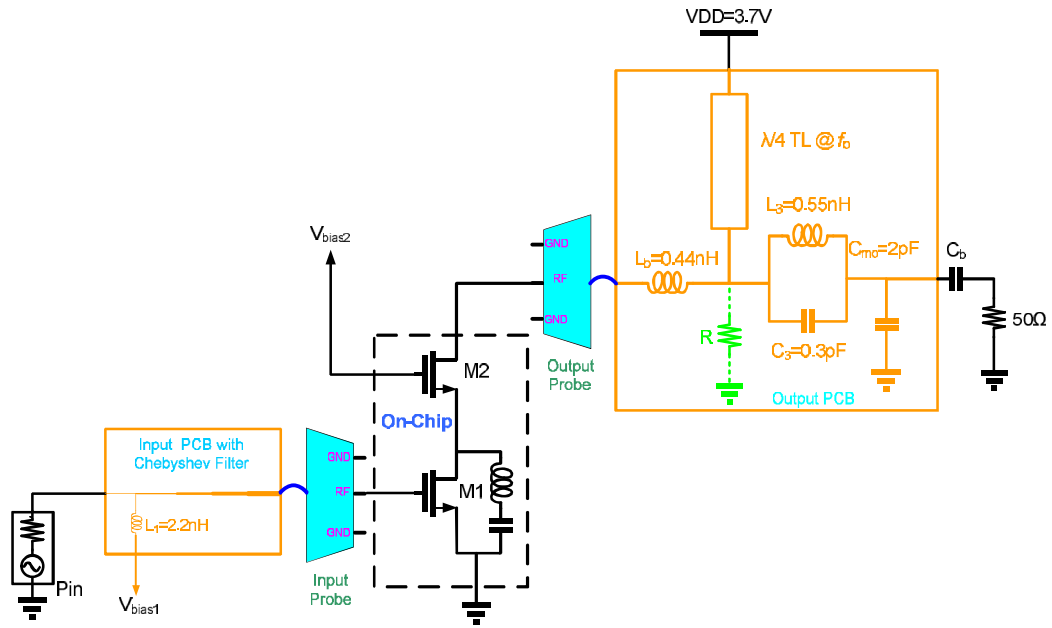 VDD=3.7V
λ/4 TL @ fo
L3=0.55nH
Vbias2
GND
Lb=0.44nH
Cmo=2pF
Cb
RF
GND
50Ω
R
C3=0.3pF
M2
Output
Probe
Output PCB
On-Chip
Input PCB with
Chebyshev Filter
GND
M1
RF
L1=2.2nH
GND
Pin
Vbias1
Input
Probe